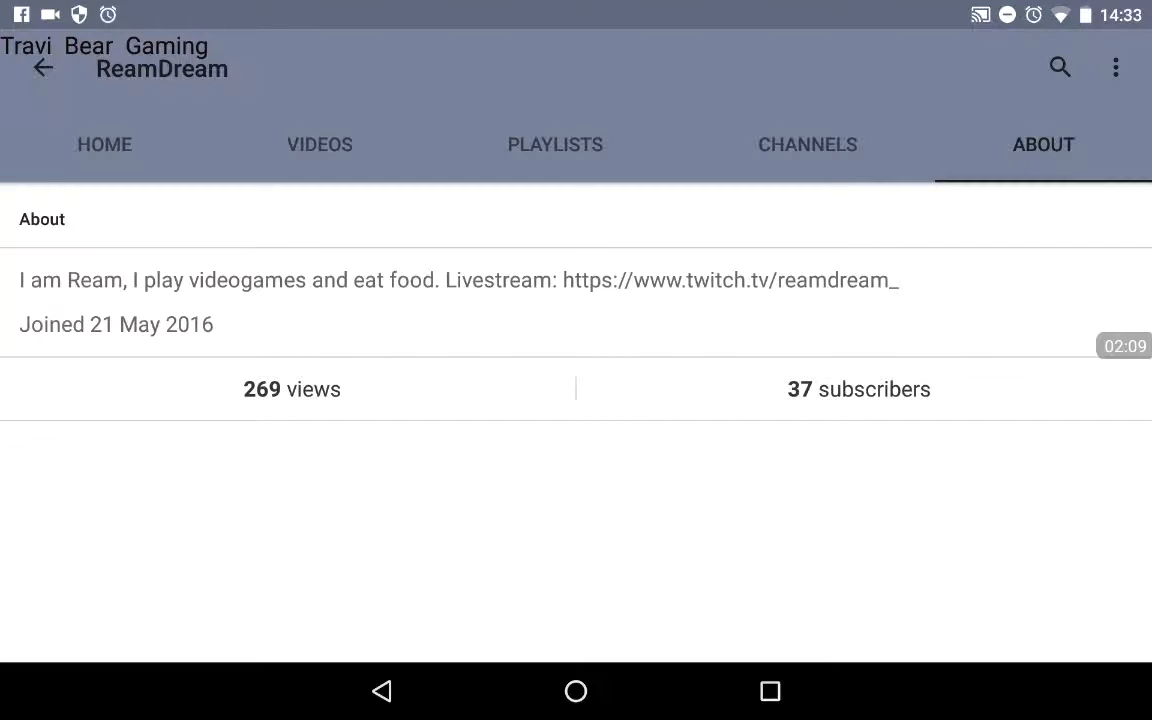 14:33
Travi Bear Gaming
ReamDream
HOME VIDEOS PLAYLISTS CHANNELS ABOUT
About
I am Ream, I play videogames and eat food. Livestream: https://www.twitch.tv/reamdream_
Joined 21 May 2016
02:09
269 views 37 subscribers